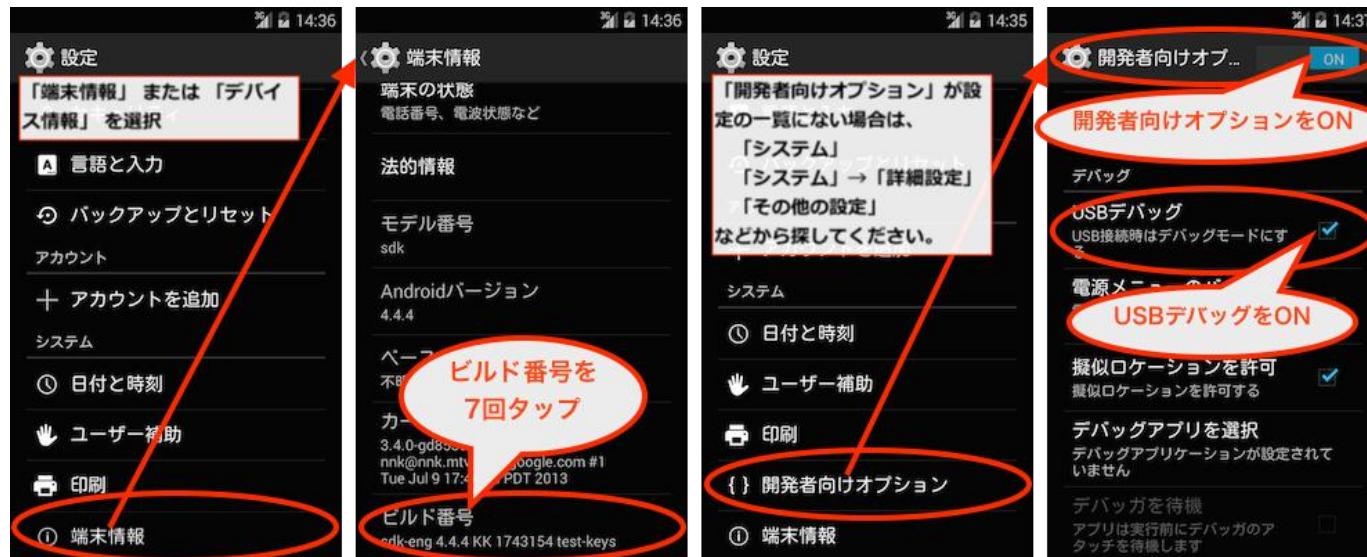 14:36
設定
「端末情報」 または 「デバイ
ス情報」 を選択
言語と入力
バックアップとリセット
アカウント
アカウントを追加
システム
日付と時刻
ユーザー補助
印刷
端末情報
14:36
端末情報
端末の状態
電話番号、電波状態など
法的情報
モデル番号
sdk
Androidバージョン
4.4.4
ビルド番号を
7回タップ
Tue Jul 9 17:4 PDT 2013
ビルド番号
sdk-eng 4.4.4 KK 1743154 test-keys
14:35
設定
「開発者向けオプション」が設
定の一覧にない場合は、
「システム」
「システム」→「詳細設定」
「その他の設定」
などから探してください。
システム
日付と時刻
ユーザー補助
印刷
{ } 開発者向けオプション
端末情報
14:37
開発者向けオプ...
ON
開発者向けオプションをON
デバッグ
USBデバッグ
USB接続時はデバッグモードにす
る
電源メニュー
USBデバッグをON
擬似ロケーションを許可
擬似ロケーションを許可する
デバッグアプリを選択
デバッグアプリケーションが設定されて
いません
デバッガを待機
アプリは実行前にデバッガのア
タッチを待機します